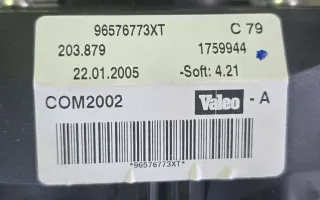 96576773XT C 79
203.879 1759944
22.01.2005 -Soft: 4.21
COM2002 Valeo - A
*96576773XT*